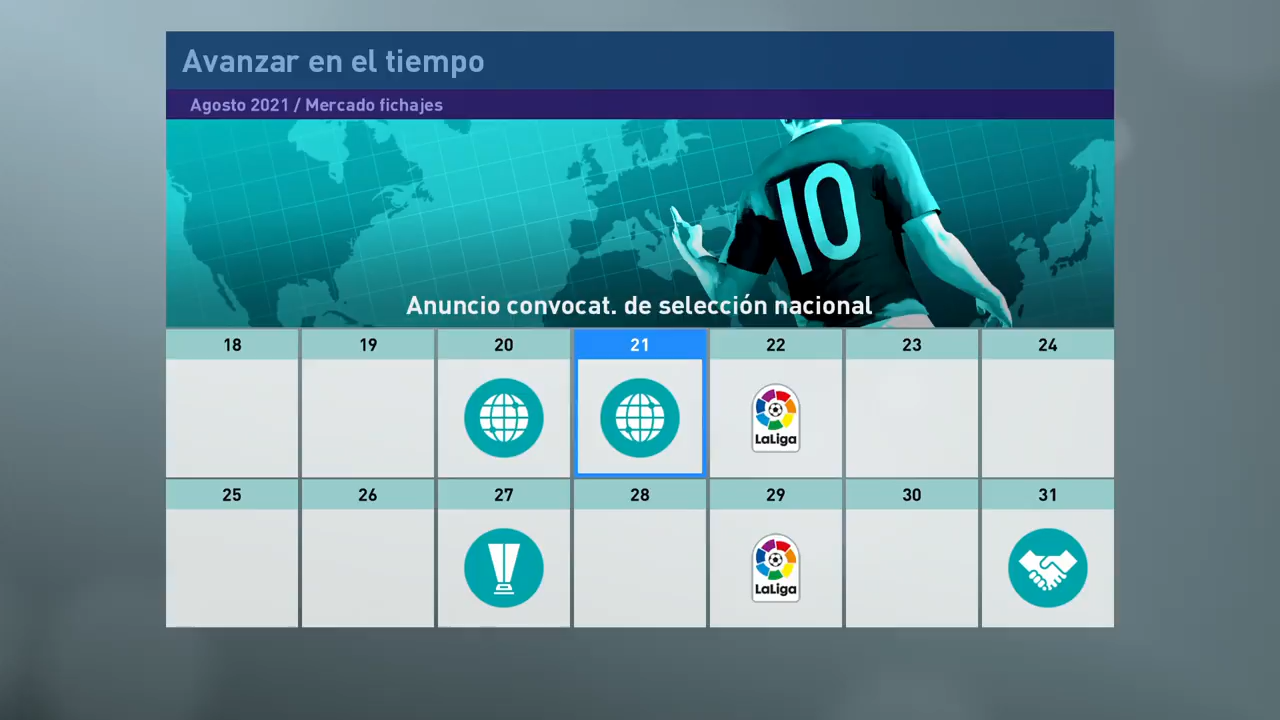 Avanzar en el tiempo
Agosto 2021 / Mercado fichajes
10
Anuncio convocat. de selección nacional
18 19 20 21 22 23 24
LaLiga
25 26 27 28 29 30 31
LaLiga